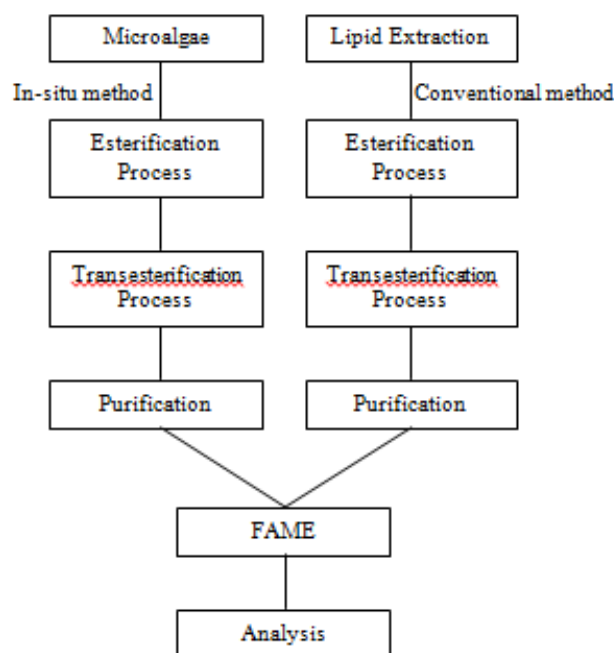 Microalgae
Lipid Extraction
In-situ method
Conventional method
Esterification
Process
Esterification
Process
Transesterification
Process
Transesterification
Process
Purification
Purification
FAME
Analysis